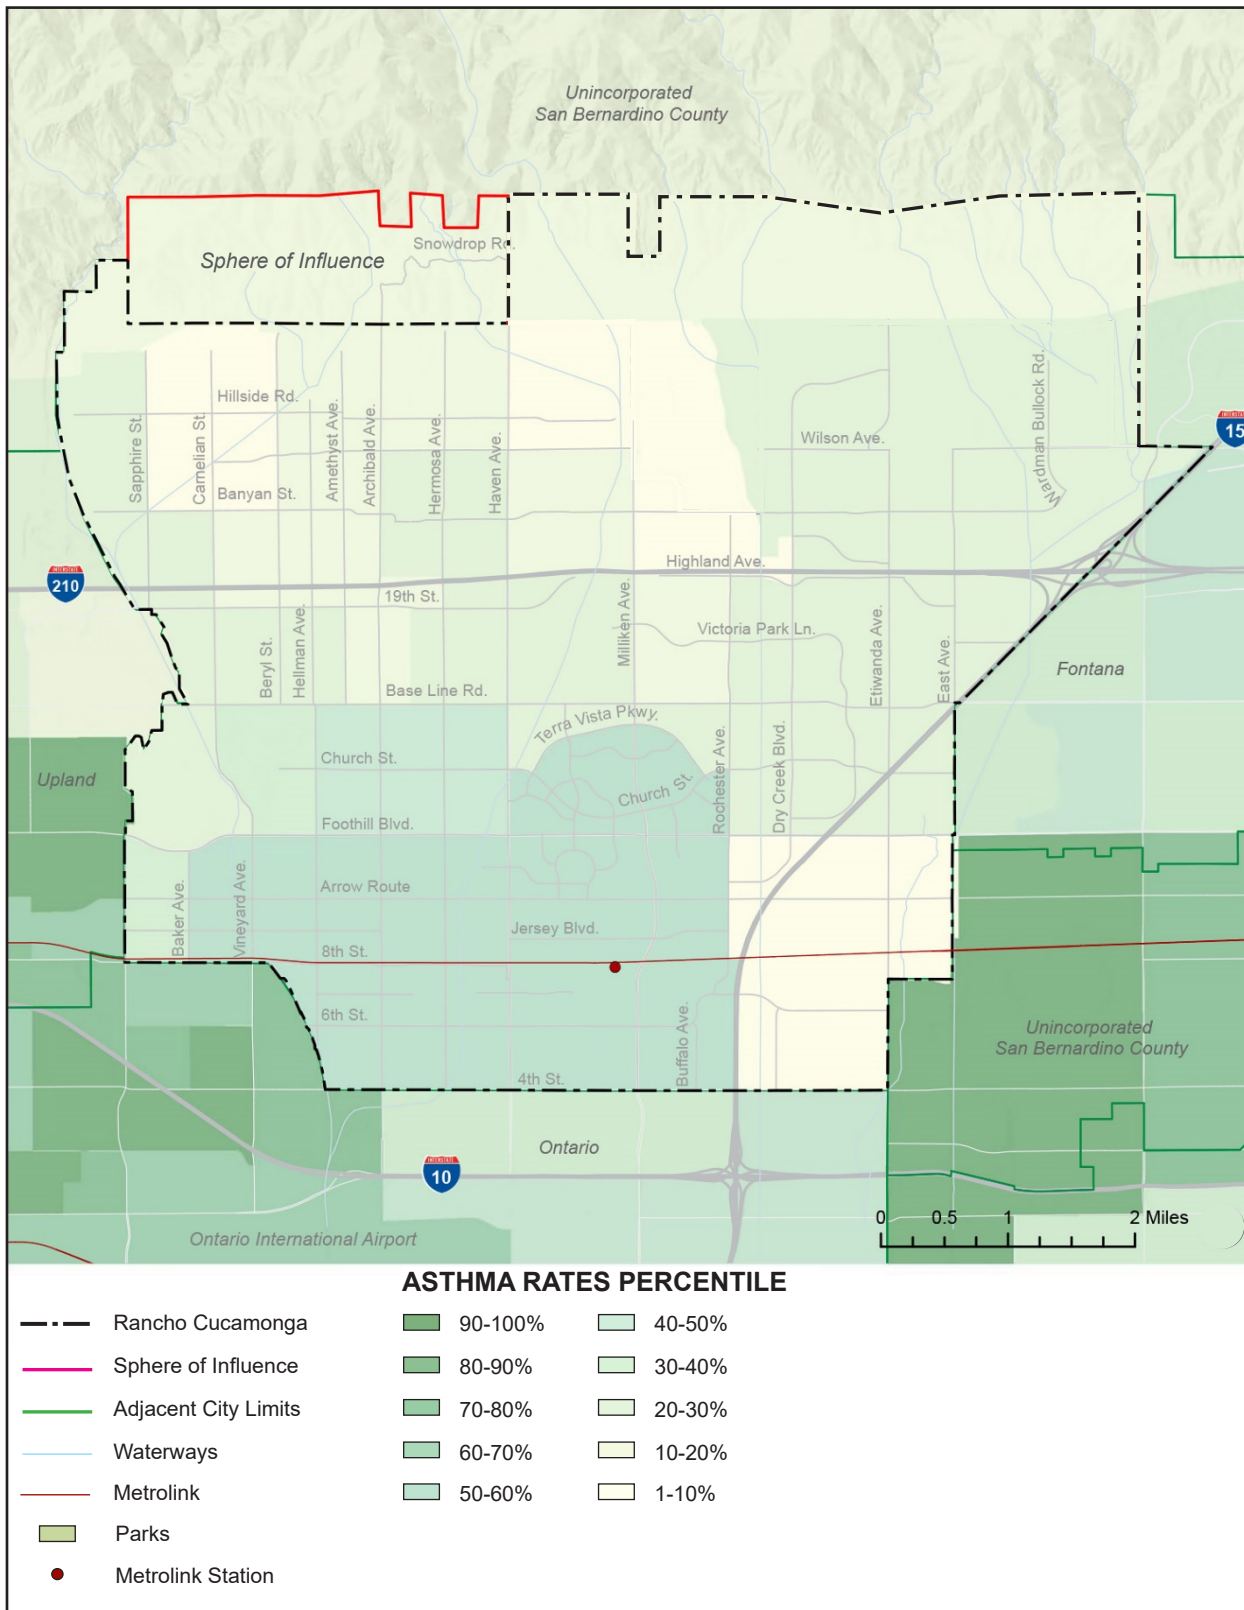 Unincorporated
San Bernardino County
Snowdrop Rd.
Sphere of Influence
INTERSTATE
15
Hillside Rd.
Wilson Ave.
Wardman Bullock Rd.
Sapphire St.
Carnelian St.
Amethyst Ave.
Archibald Ave.
Hermosa Ave.
Haven Ave.
Banyan St.
Highland Ave.
INTERSTATE
210
19th St.
Milliken Ave.
Victoria Park Ln.
Etiwanda Ave.
East Ave.
Fontana
Beryl St.
Hellman Ave.
Base Line Rd.
Terra Vista Pkwy.
Church St.
Church St.
Rochester Ave.
Dry Creek Blvd.
Upland
Foothill Blvd.
Arrow Route
Baker Ave.
Vineyard Ave.
Jersey Blvd.
8th St.
6th St.
Buffalo Ave.
Unincorporated
San Bernardino County
4th St.
Ontario
INTERSTATE
10
Ontario International Airport
0 0.5 1 2 Miles
ASTHMA RATES PERCENTILE
Rancho Cucamonga
Sphere of Influence
Adjacent City Limits
Waterways
Metrolink
Parks
Metrolink Station
90-100%
80-90%
70-80%
60-70%
50-60%
40-50%
30-40%
20-30%
10-20%
1-10%